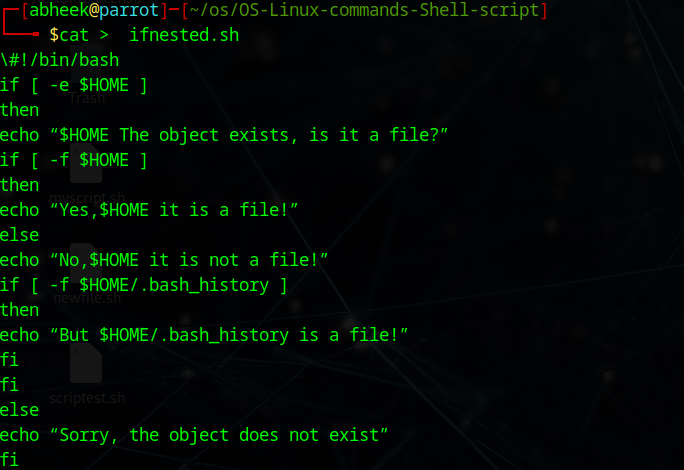 ┌─[abheek@parrot]─[~/os/OS-Linux-commands-Shell-script]
└──╼ $cat >  ifnested.sh
\#!/bin/bash
if [ -e $HOME ]
Trash
then
echo “$HOME The object exists, is it a file?”
if [ -f $HOME ]
then
myscript.sh
echo “Yes,$HOME it is a file!”
else
echo “No,$HOME it is not a file!”
if [ -f $HOME/.bash_history ]
newfile.sh
then
echo “But $HOME/.bash_history is a file!”
fi
fi
scriptest.sh
else
echo “Sorry, the object does not exist”
fi